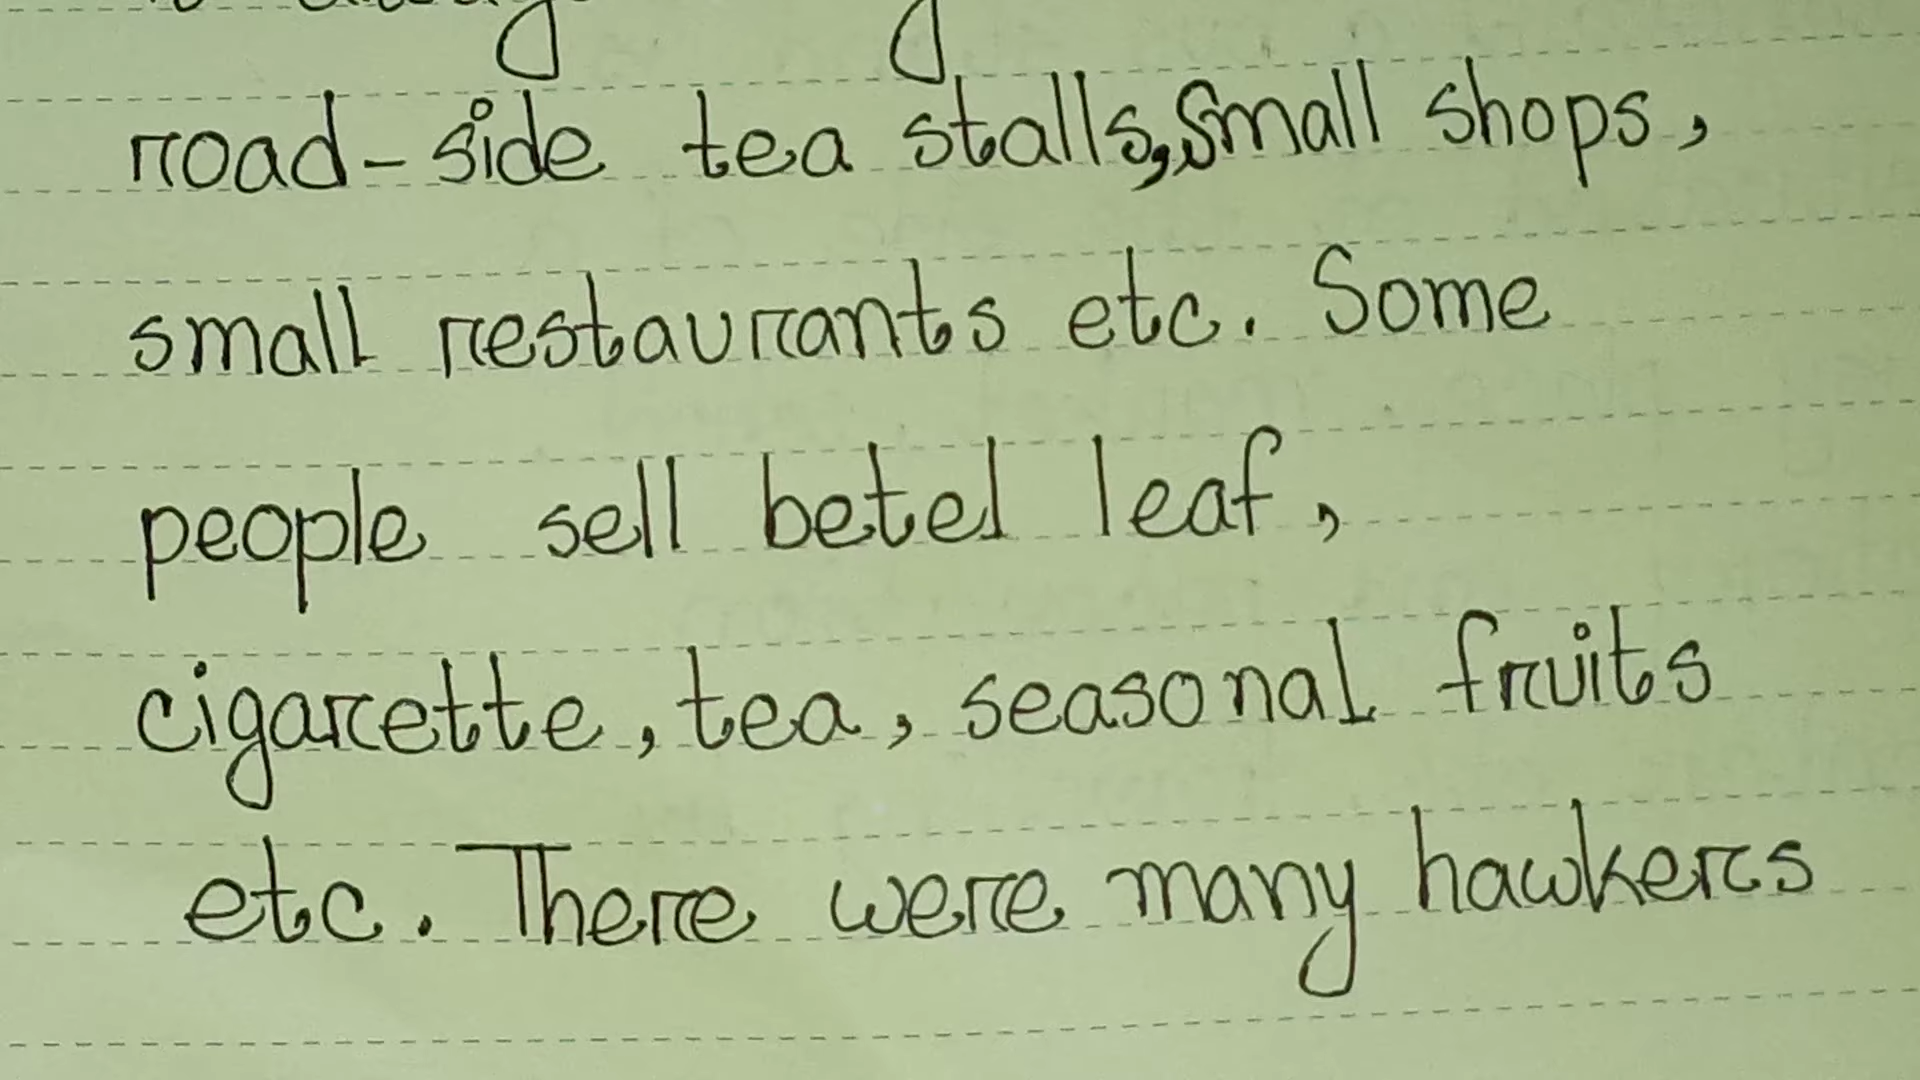 road-side tea stalls, small shops,
small restaurants etc. Some
people sell betel leaf,
cigarette, tea, seasonal fruits
etc. There were many hawkers